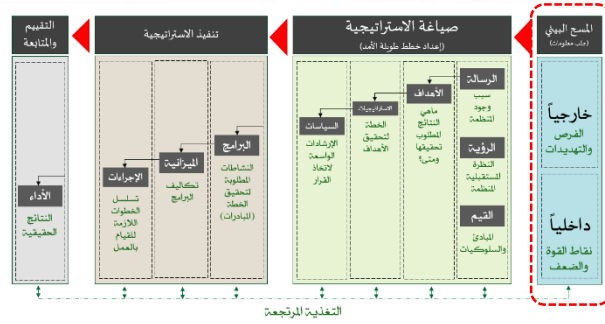 المسح البيئي
(جلب معلومات)
خارجياً
الفرص
والتهديدات
داخلياً
نقاط القوة
والضعف
صياغة الاستراتيجية
(إعداد خطط طويلة الأمد)
الرسالة
سبب
وجود
المنظمة
الرؤية
النظرة
المستقبلية
المنظمة
القيم
المبادئ
والسلوكيات
الأهداف
ماهي
النتائج
المطلوب
تحقيقها
ومتى؟
الاستراتيجيات
الخطة
لتحقيق
الأهداف
السياسات
الإرشادات
الواسعة
لاتخاذ
القرار
تنفيذ الاستراتيجية
البرامج
النشاطات
المطلوبة
لتحقيق
الخطة
(المبادرات)
الميزانية
تكاليف
البرامج
الإجراءات
تسلسل
الخطوات
اللازمة
للقيام
بالعمل
التقييم
والمتابعة
الأداء
النتائج
الحقيقية
التغذية المرتجعة